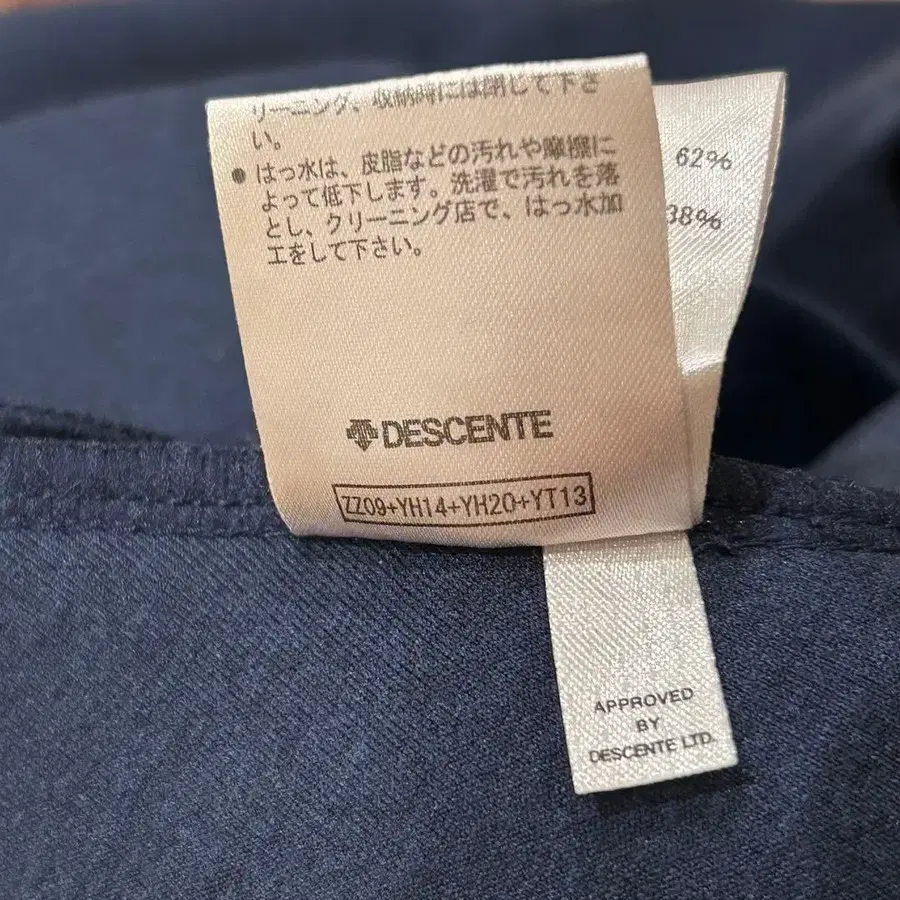 リーニング、収納時には閉じて下さ
い。
● はっ水は、皮脂などの汚れや摩擦に
よって低下します。洗濯で汚れを落
とし、クリーニング店で、はっ水加
工をして下さい。
62%
38%
DESCENTE
ZZ09+YH14+YH20+YT13
APPROVED
BY
DESCENTE LTD.